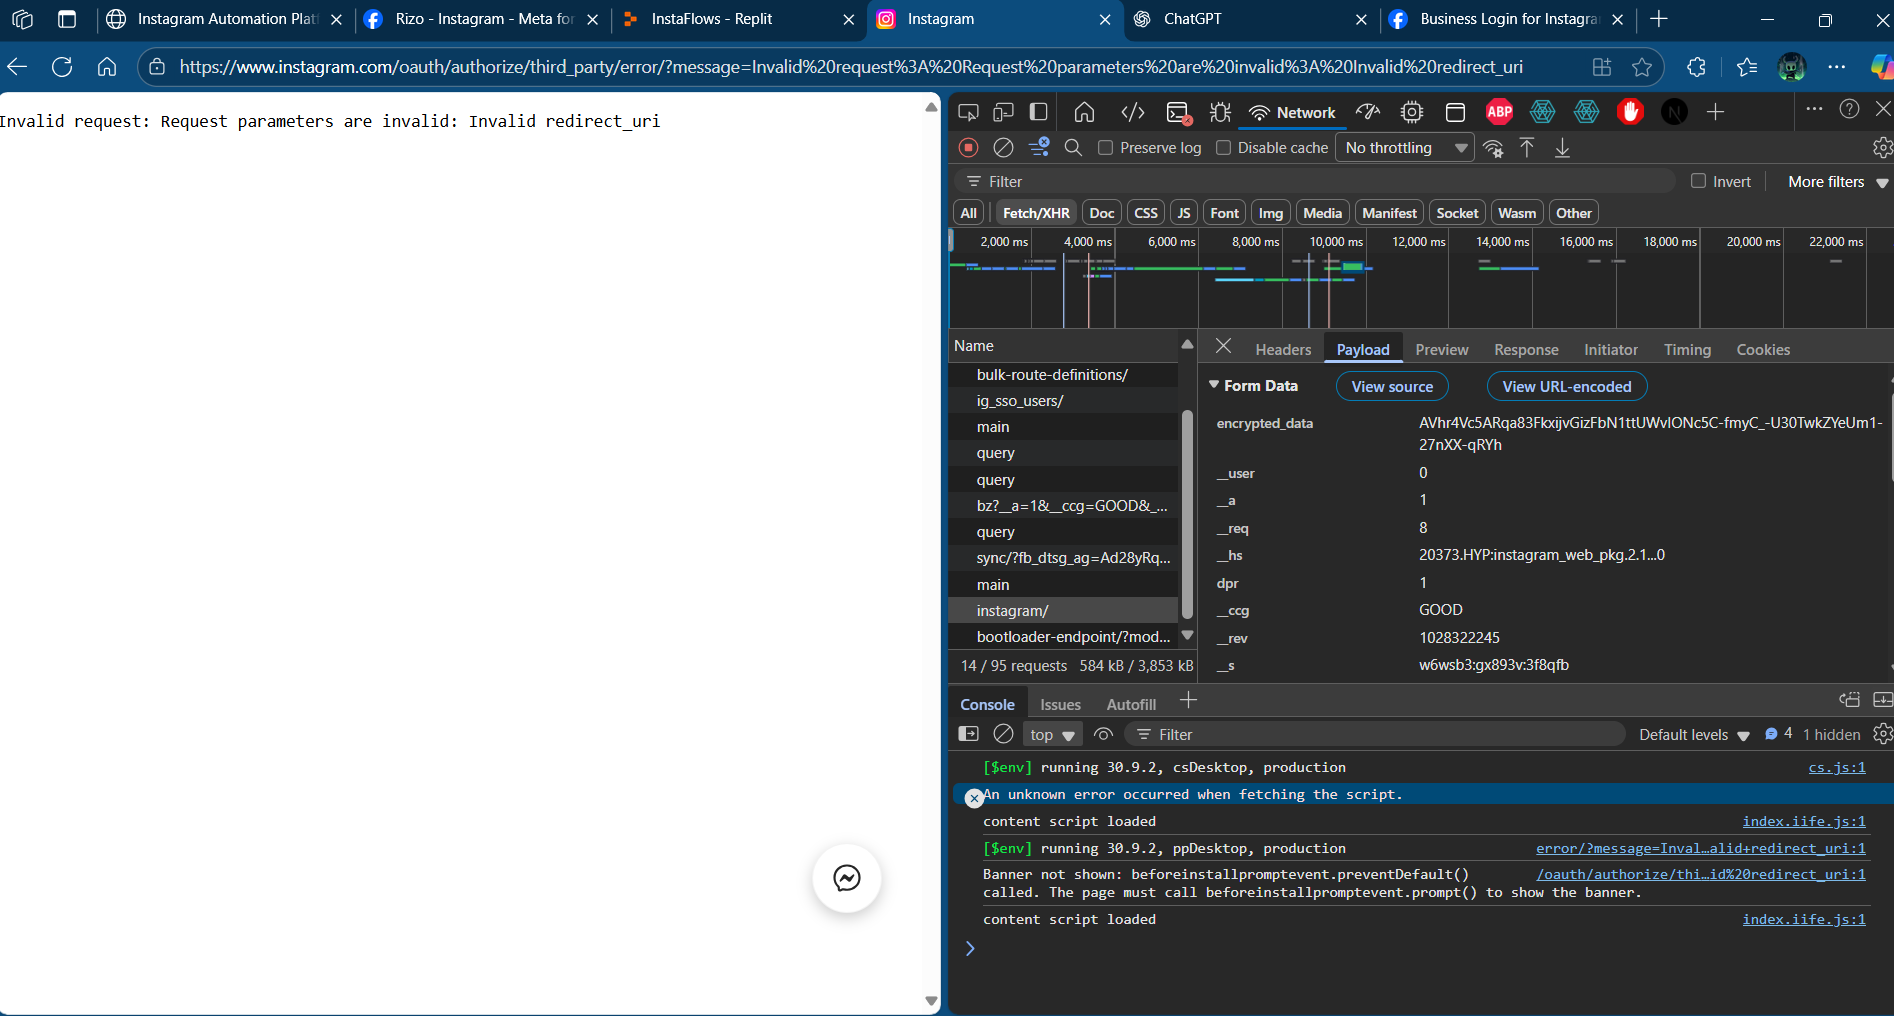 Instagram Automation Platf
Rizo - Instagram - Meta for
InstaFlows - Replit
Instagram
ChatGPT
Business Login for Instagra
https://www.instagram.com/oauth/authorize/third_party/error/?message=Invalid%20request%3A%20Request%20parameters%20are%20invalid%3A%20Invalid%20redirect_uri
Invalid request: Request parameters are invalid: Invalid redirect_uri
Network
ABP
N
Preserve log
Disable cache
No throttling
Filter
Invert
More filters
All
Fetch/XHR
Doc
CSS
JS
Font
Img
Media
Manifest
Socket
Wasm
Other
2,000 ms
4,000 ms
6,000 ms
8,000 ms
10,000 ms
12,000 ms
14,000 ms
16,000 ms
18,000 ms
20,000 ms
22,000 ms
Name
bulk-route-definitions/
ig_sso_users/
main
query
query
bz?__a=1&__ccg=GOOD&_...
query
sync/?fb_dtsg_ag=Ad28yRq...
main
instagram/
bootloader-endpoint/?mod...
14 / 95 requests 584 kB / 3,853 kB
Headers
Payload
Preview
Response
Initiator
Timing
Cookies
Form Data
View source
View URL-encoded
encrypted_data
AVhr4Vc5ARqa83FkxijvGizFbN1ttUWvIONc5C-fmyC_-U30TwkZYeUm1-
27nXX-qRYh
__user 0
__a 1
__req 8
__hs 20373.HYP:instagram_web_pkg.2.1...0
dpr 1
__ccg GOOD
__rev 1028322245
__s w6wsb3:gx893v:3f8qfb
Console
Issues
Autofill
top
Filter
Default levels
4
1 hidden
[$env] running 30.9.2, csDesktop, production cs.js:1
An unknown error occurred when fetching the script.
content script loaded index.iife.js:1
[$env] running 30.9.2, ppDesktop, production error/?message=Inval…alid+redirect_uri:1
Banner not shown: beforeinstallpromptevent.preventDefault() /oauth/authorize/thi…id%20redirect_uri:1
called. The page must call beforeinstallpromptevent.prompt() to show the banner.
content script loaded index.iife.js:1